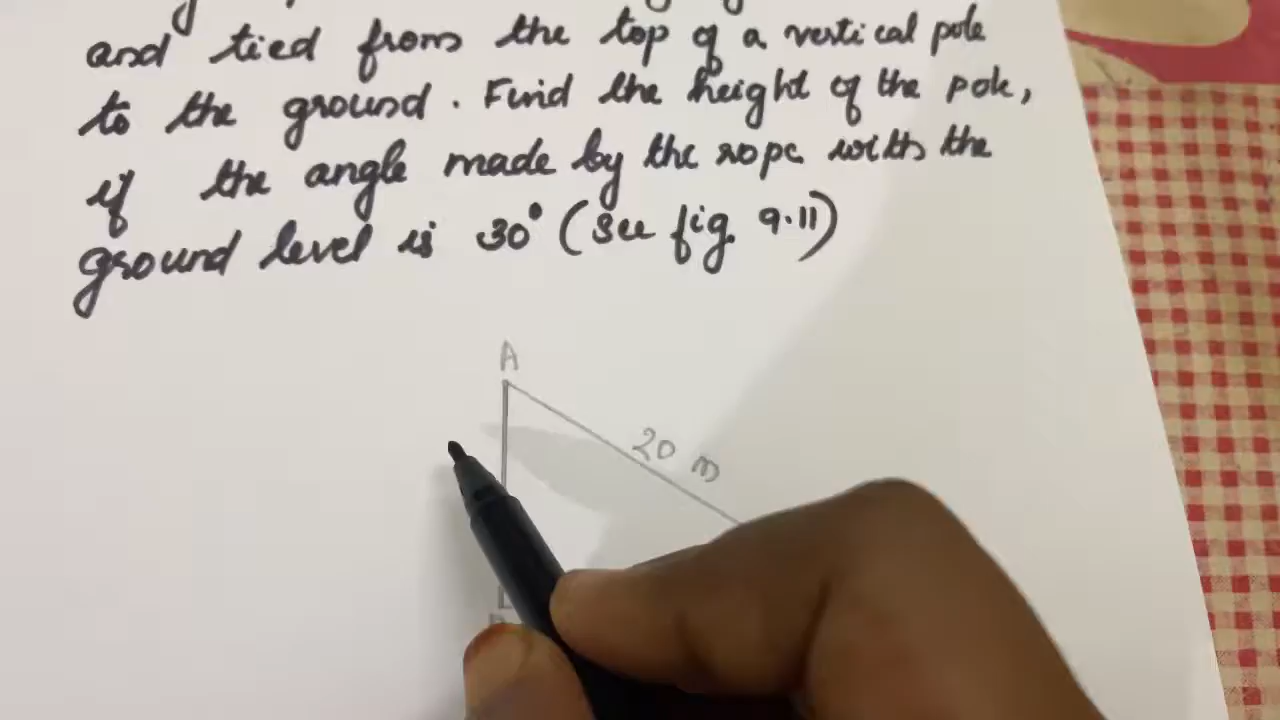 and tied from the top of a vertical pole
to the ground. Find the height of the pole,
if the angle made by the rope with the
ground level is 30° (see fig 9.11)
A
20 m